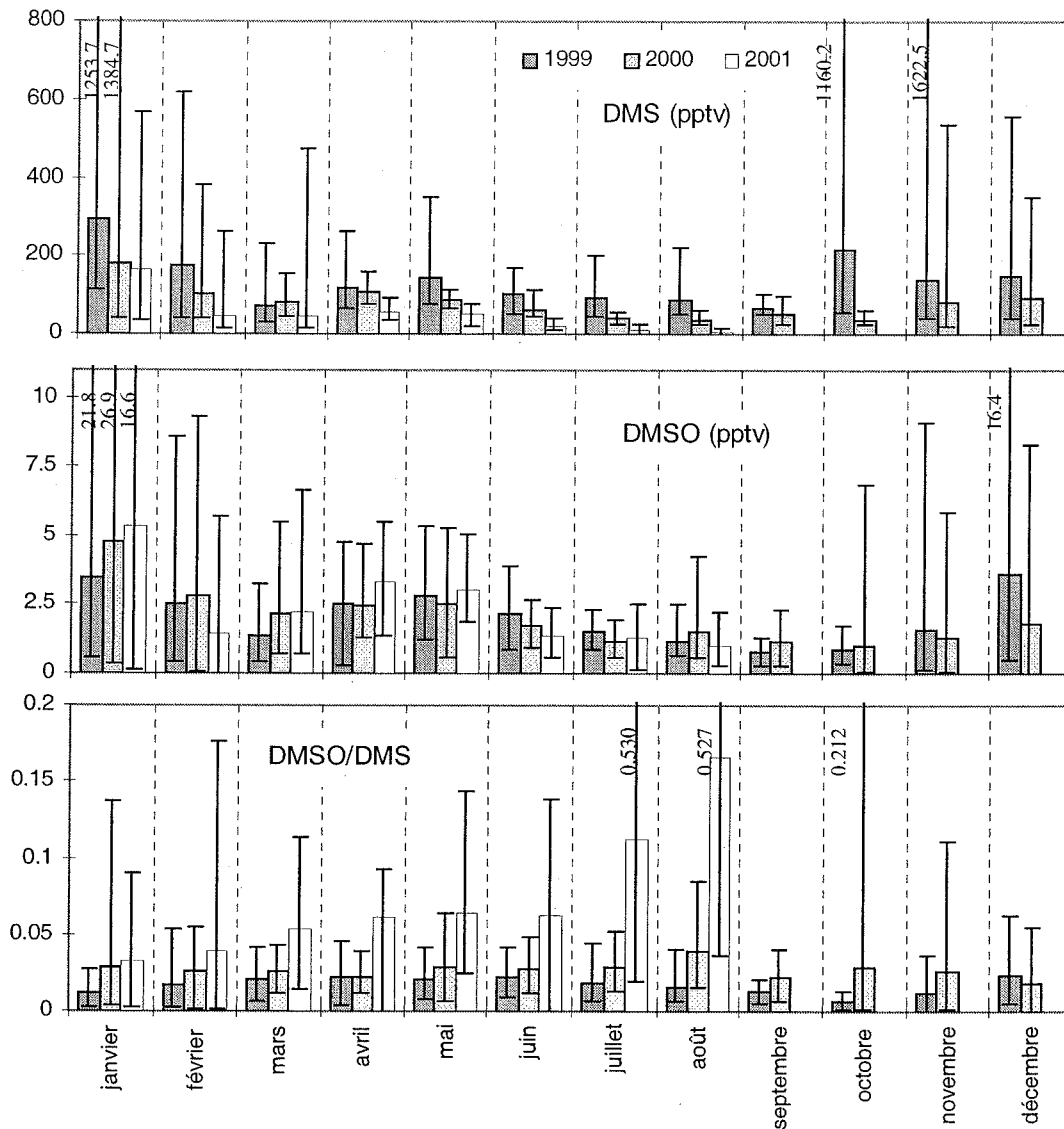 800
600
400
200
0
1253.7
1384.7
1160.2
1622.5
1999 2000 2001
DMS (pptv)
10
7.5
5
2.5
0
21.8
26.9
16.6
16.4
DMSO (pptv)
0.2
0.15
0.1
0.05
0
DMSO/DMS
0.530
0.527
0.212
janvier
février
mars
avril
mai
juin
juillet
août
septembre
octobre
novembre
décembre